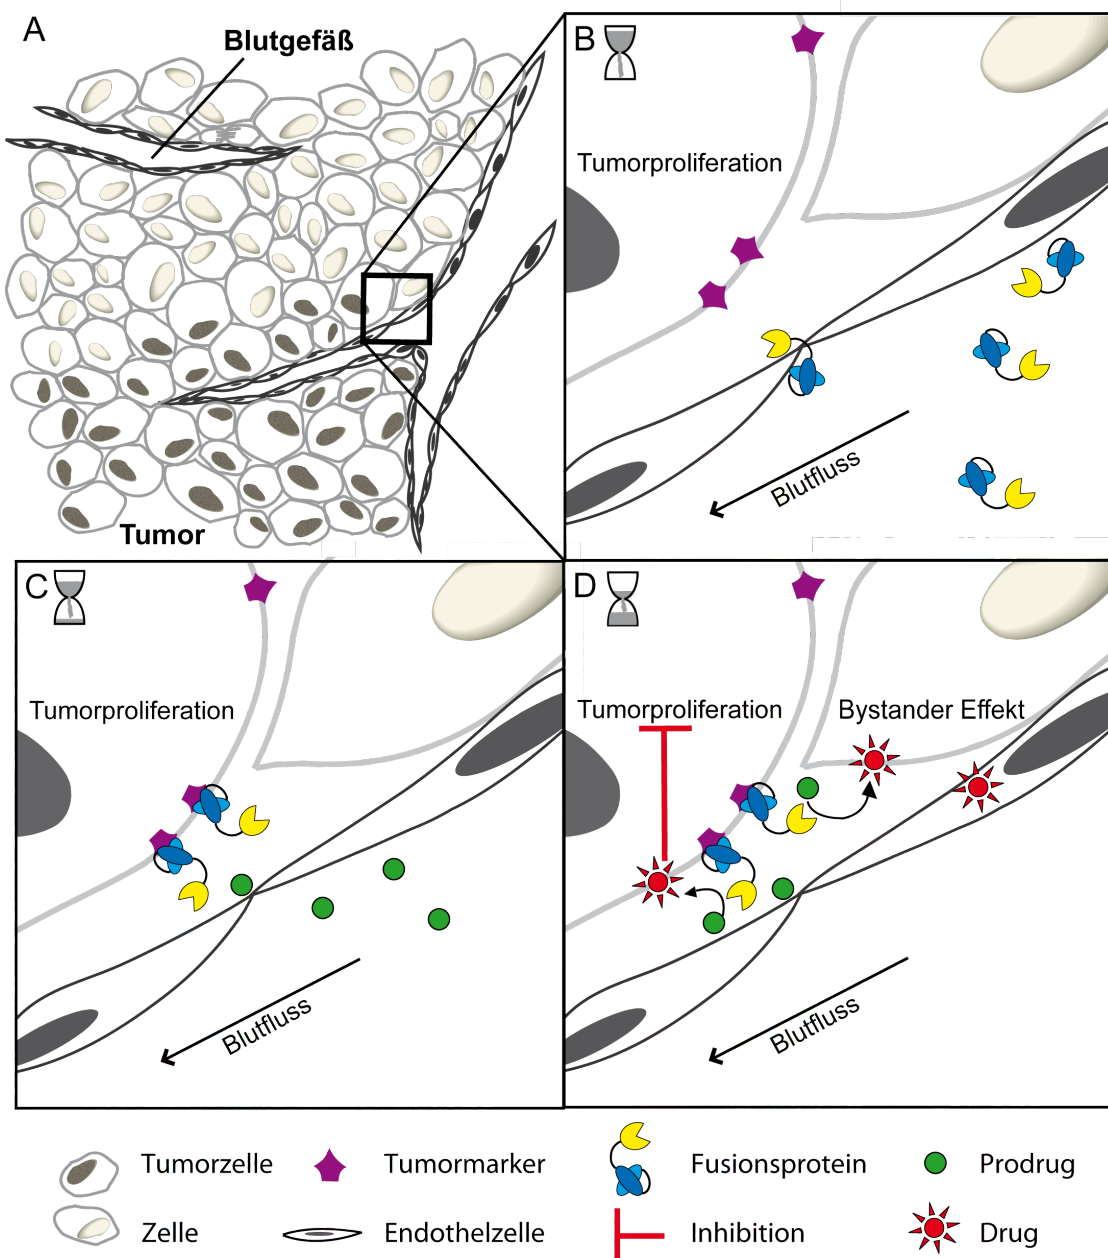 A
Blutgefäß
Tumor
B
Tumorproliferation
Blutfluss
C
Tumorproliferation
Blutfluss
D
Tumorproliferation
Bystander Effekt
Blutfluss
Tumorzelle
Tumormarker
Fusionsprotein
Prodrug
Zelle
Endothelzelle
Inhibition
Drug